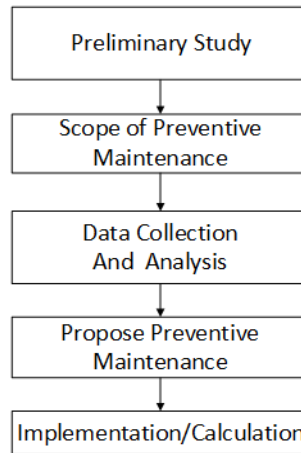 Preliminary Study
Scope of Preventive
Maintenance
Data Collection
And Analysis
Propose Preventive
Maintenance
Implementation/Calculation